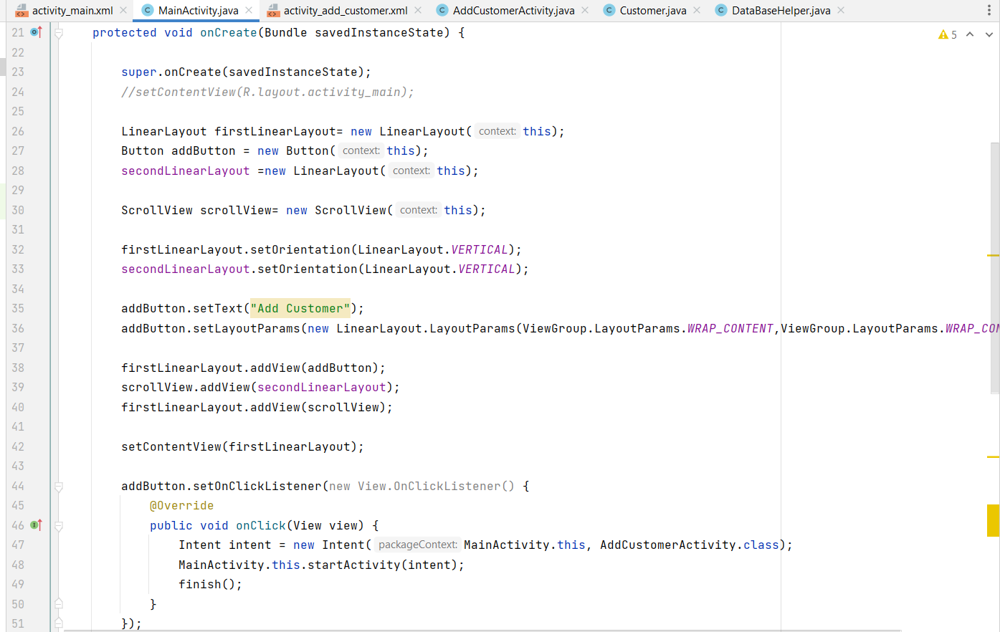 activity_main.xml MainActivity.java activity_add_customer.xml AddCustomerActivity.java Customer.java DataBaseHelper.java
21 protected void onCreate(Bundle savedInstanceState) { 5
22
23 super.onCreate(savedInstanceState);
24 //setContentView(R.layout.activity_main);
25
26 LinearLayout firstLinearLayout= new LinearLayout( context: this);
27 Button addButton = new Button( context: this);
28 secondLinearLayout =new LinearLayout( context: this);
29
30 ScrollView scrollView= new ScrollView( context: this);
31
32 firstLinearLayout.setOrientation(LinearLayout.VERTICAL);
33 secondLinearLayout.setOrientation(LinearLayout.VERTICAL);
34
35 addButton.setText("Add Customer");
36 addButton.setLayoutParams(new LinearLayout.LayoutParams(ViewGroup.LayoutParams.WRAP_CONTENT,ViewGroup.LayoutParams.WRAP_CON
37
38 firstLinearLayout.addView(addButton);
39 scrollView.addView(secondLinearLayout);
40 firstLinearLayout.addView(scrollView);
41
42 setContentView(firstLinearLayout);
43
44 addButton.setOnClickListener(new View.OnClickListener() {
45 @Override
46 public void onClick(View view) {
47 Intent intent = new Intent( packageContext: MainActivity.this, AddCustomerActivity.class);
48 MainActivity.this.startActivity(intent);
49 finish();
50 }
51 });